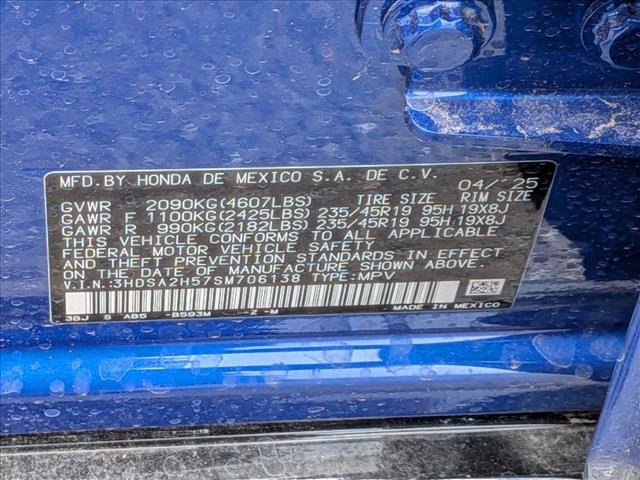 MFD.BY HONDA DE MEXICO S.A. DE C.V. 04/ 25
GVWR 2090KG(4607LBS) TIRE SIZE RIM SIZE
GAWR F 1100KG(2425LBS) 235/45R19 95H 19X8J
GAWR R 990KG(2182LBS) 235/45R19 95H 19X8J
THIS VEHICLE CONFORMS TO ALL APPLICABLE
FEDERAL MOTOR VEHICLE SAFETY
AND THEFT PREVENTION STANDARDS IN EFFECT
ON THE DATE OF MANUFACTURE SHOWN ABOVE.
V.I.N.:3HDSA2H57SM706138 TYPE:MPV
3BJ S AB5 -B593M -Z -M MADE IN MEXICO